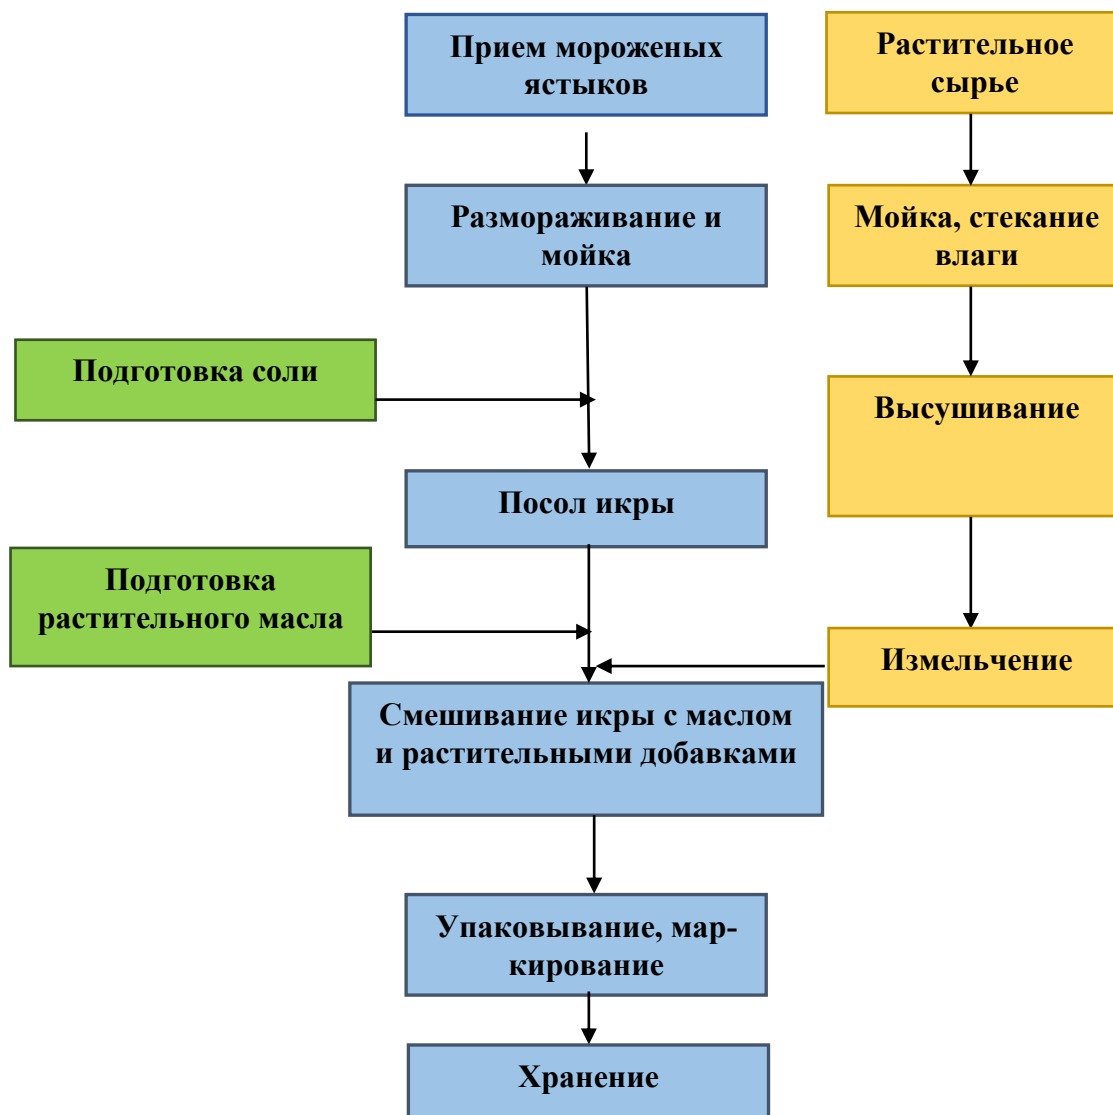 Прием мороженых
ястыков
Растительное
сырье
Размораживание и
мойка
Мойка, стекание
влаги
Подготовка соли
Высушивание
Посол икры
Подготовка
растительного масла
Измельчение
Смешивание икры с маслом
и растительными добавками
Упаковывание, мар-
кирование
Хранение